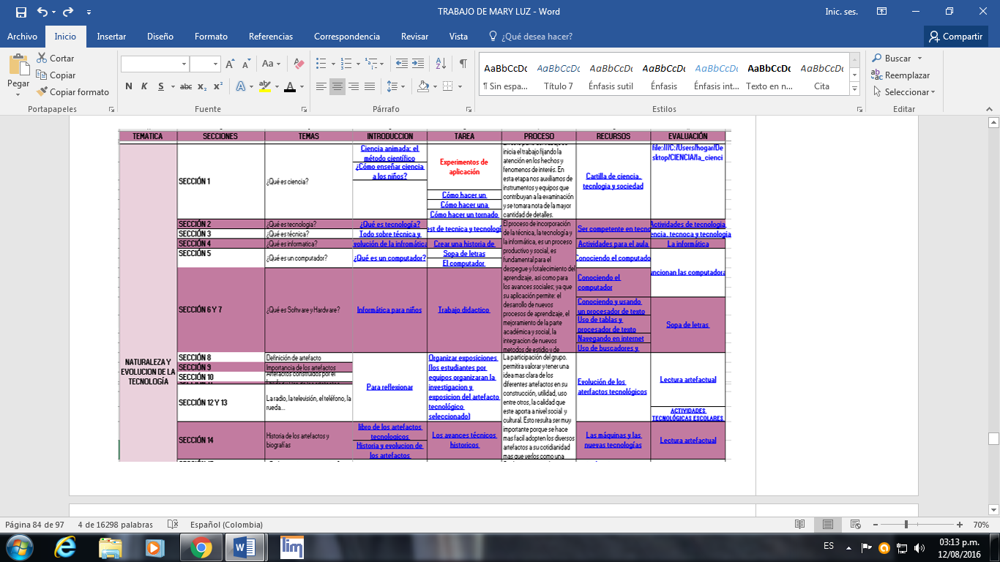 TRABAJO DE MARY LUZ - Word
Inic. ses.
Archivo Inicio Insertar Diseño Formato Referencias Correspondencia Revisar Vista ¿Qué desea hacer? Compartir
Pegar
Cortar
Copiar
Copiar formato
Portapapeles
Aa
N K S abc x₂ x²
Fuente
Párrafo
AaBbCcDc AaBbCcDc AaBbCcDc AaBbCcDc AaBbCcDc AaBbCcDc AaBbCcDc
¶ Sin espa... Título 7 Énfasis sutil Énfasis Énfasis int... Texto en n... Cita
Estilos
Buscar
Reemplazar
Seleccionar
Editar
TEMATICA SECCIONES TEMAS INTRODUCCION TAREA PROCESO RECURSOS EVALUACIÓN
NATURALEZA Y
EVOLUCION DE LA
TECNOLOGÍA
SECCIÓN 1
¿Qué es ciencia?
Ciencia animada: el
método científico
¿Cómo enseñar ciencia
a los niños?
Experimentos de
aplicación
Cómo hacer un
Cómo hacer una
Cómo hacer un tornado
inicia el trabajo fijando la
atención en los hechos y
fenomenos de interés. En
esta etapa nos auxiliamos de
instrumentos y equipos que
contribuyan a la examinación
y se tomara nota de la mayor
cantidad de detalles.
Cartilla de ciencia,
tecnlogia y sociedad
file:///C:/Users/hogar/De
sktop/CIENCIA/la_cienci
SECCIÓN 2
¿Qué es tecnologia?
¿Qué es tecnología?
SECCIÓN 3
¿Qué es técnica?
Todo sobre técnica y
est de tecnica y tecnologi
Ser competente en tecno
Actividades de tecnologia
encia, tecnoca y tecnologia
SECCIÓN 4
¿Qué es informatica?
volución de la infromática
Crear una historia de
Actividades para el aula
La informática
SECCIÓN 5
¿Qué es un computador?
¿Qué es un computador?
Sopa de letras
El computador
Conociendo el computado
uncionan las computadora
El proceso de incorporación
de la técnica, la tecnología y
la informática, es un proceso
productivo y social, es
fundamental para el
despegue y fotalecimiento del
aprendizaje, asi como para
los avances sociales; ya que
su aplicación permite: el
desarrollo de nuevos
procesos de aprendizaje, el
mejoramiento de la parte
académica y social, la
integracion de nuevos
metodos de estidio y de
SECCIÓN 6 Y 7
¿Qué es Software y Hardware?
Informática para niños
Trabajo didactico
Conociendo el
computador
Conociendo y usando
un procesador de texto
Uso de tablas y
procesador de texto
Navegando en internet
Uso de buscadores y
Sopa de letras
SECCIÓN 8
Definición de artefacto
SECCIÓN 9
Importancia de los artefactos
SECCIÓN 10
Artefactos construidos por el
SECCIÓN 12 Y 13
La radio, la televisión, el teléfono, la
rueda...
Para reflexionar
Organizar exposiciones
(los estudiantes por
equipos organizaran la
investigacion y
exposicion del artefacto
tecnológico
seleccionado)
La participación del grupo,
permitira valorar y tener una
idea mas clara de los
diferentes artefactos en su
construcción, utilidad, uso
entre otros, la calidad que
este aporta a nivel social y
cultural. Esto resulta ser muy
importante porque se hace
mas facil adopten los diversos
artefactos a su cotidianidad
mas que verlos como una
Evolución de los
aterfactos tecnológicos
Lectura artefactual
ACTIVIDADES
TECNOLÓGICAS ESCOLARES
SECCIÓN 14
Historia de los artefactos y
biografías
libro de los artefactos
tecnologicos
Historia y evolucion de
los artefactos
Los avances técnicos
historicos
Las máquinas y las
nuevas tecnologías
Lectura artefactual
Página 84 de 97 4 de 16298 palabras Español (Colombia) 70%
lim
ES
03:13 p.m.
12/08/2016